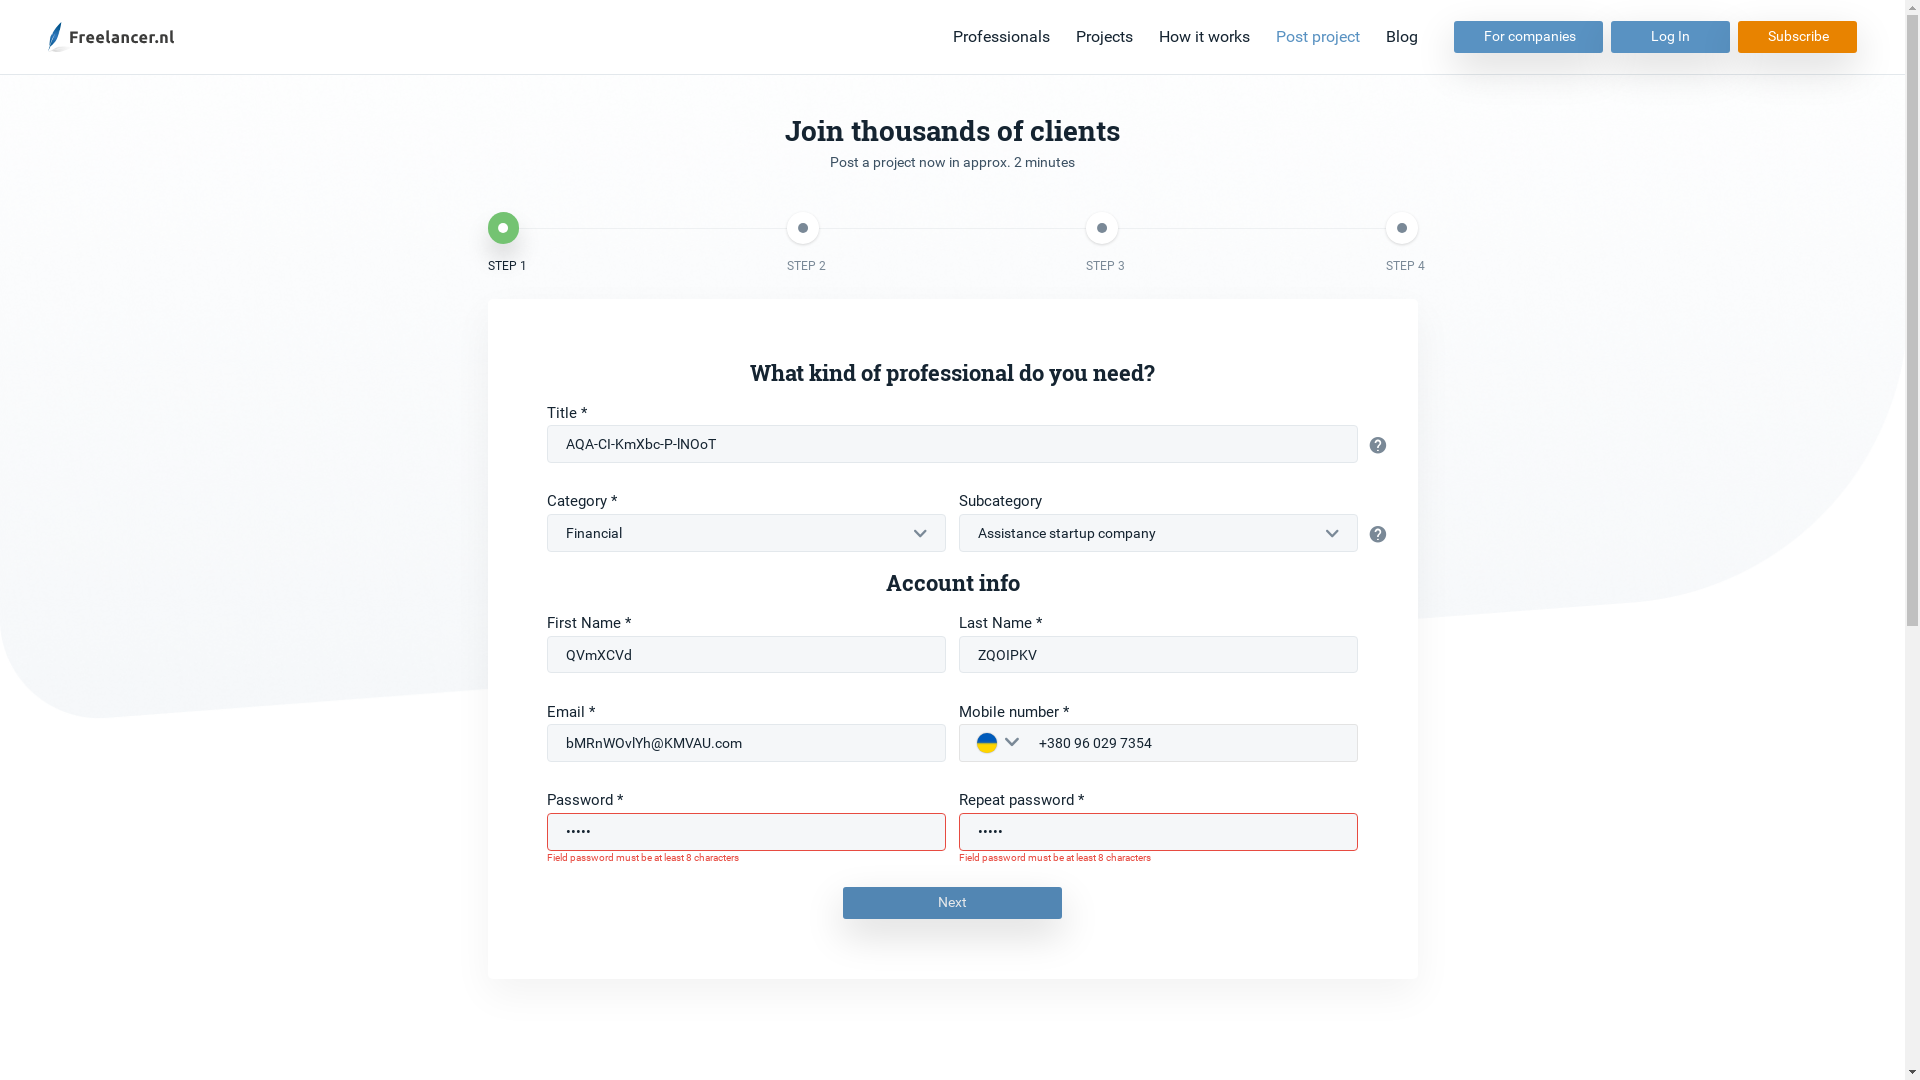 Freelancer.nl
Professionals Projects How it works Post project Blog For companies Log In Subscribe
Join thousands of clients
Post a project now in approx. 2 minutes
STEP 1 STEP 2 STEP 3 STEP 4
What kind of professional do you need?
Title *
AQA-CI-KmXbc-P-lNOoT
Category * Subcategory
Financial Assistance startup company
Account info
First Name * Last Name *
QVmXCVd ZQOIPKV
Email * Mobile number *
bMRnWOvlYh@KMVAU.com +380 96 029 7354
Password * Repeat password *
••••• •••••
Field password must be at least 8 characters Field password must be at least 8 characters
Next